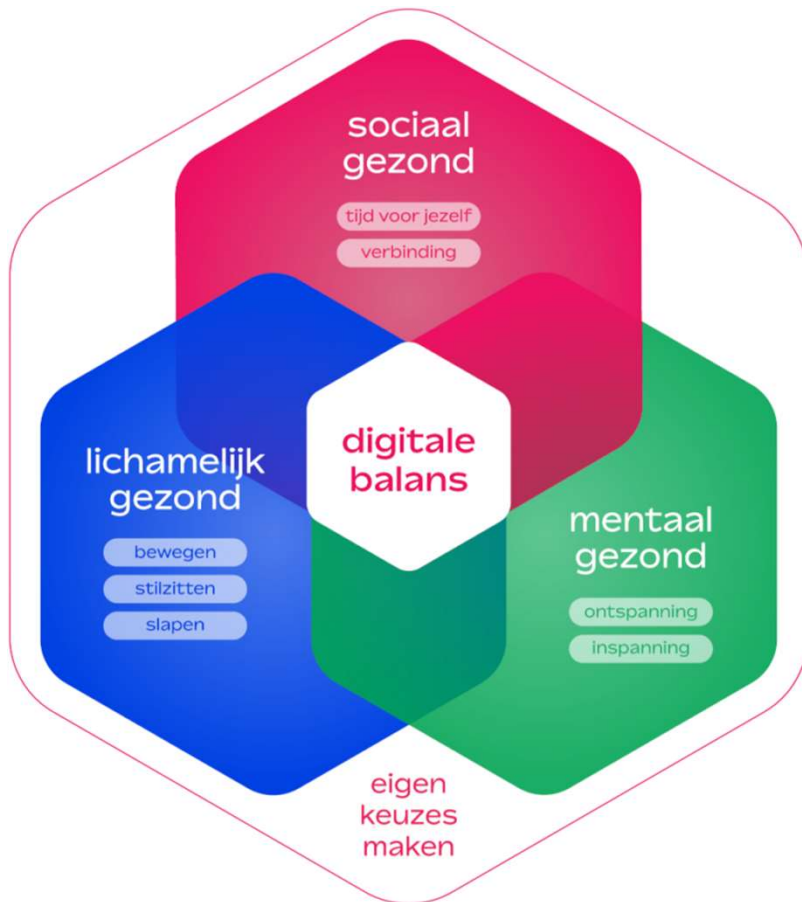 sociaal
gezond
tijd voor jezelf
verbinding
digitale
balans
lichamelijk
gezond
bewegen
stilzitten
slapen
mentaal
gezond
ontspanning
inspanning
eigen
keuzes
maken